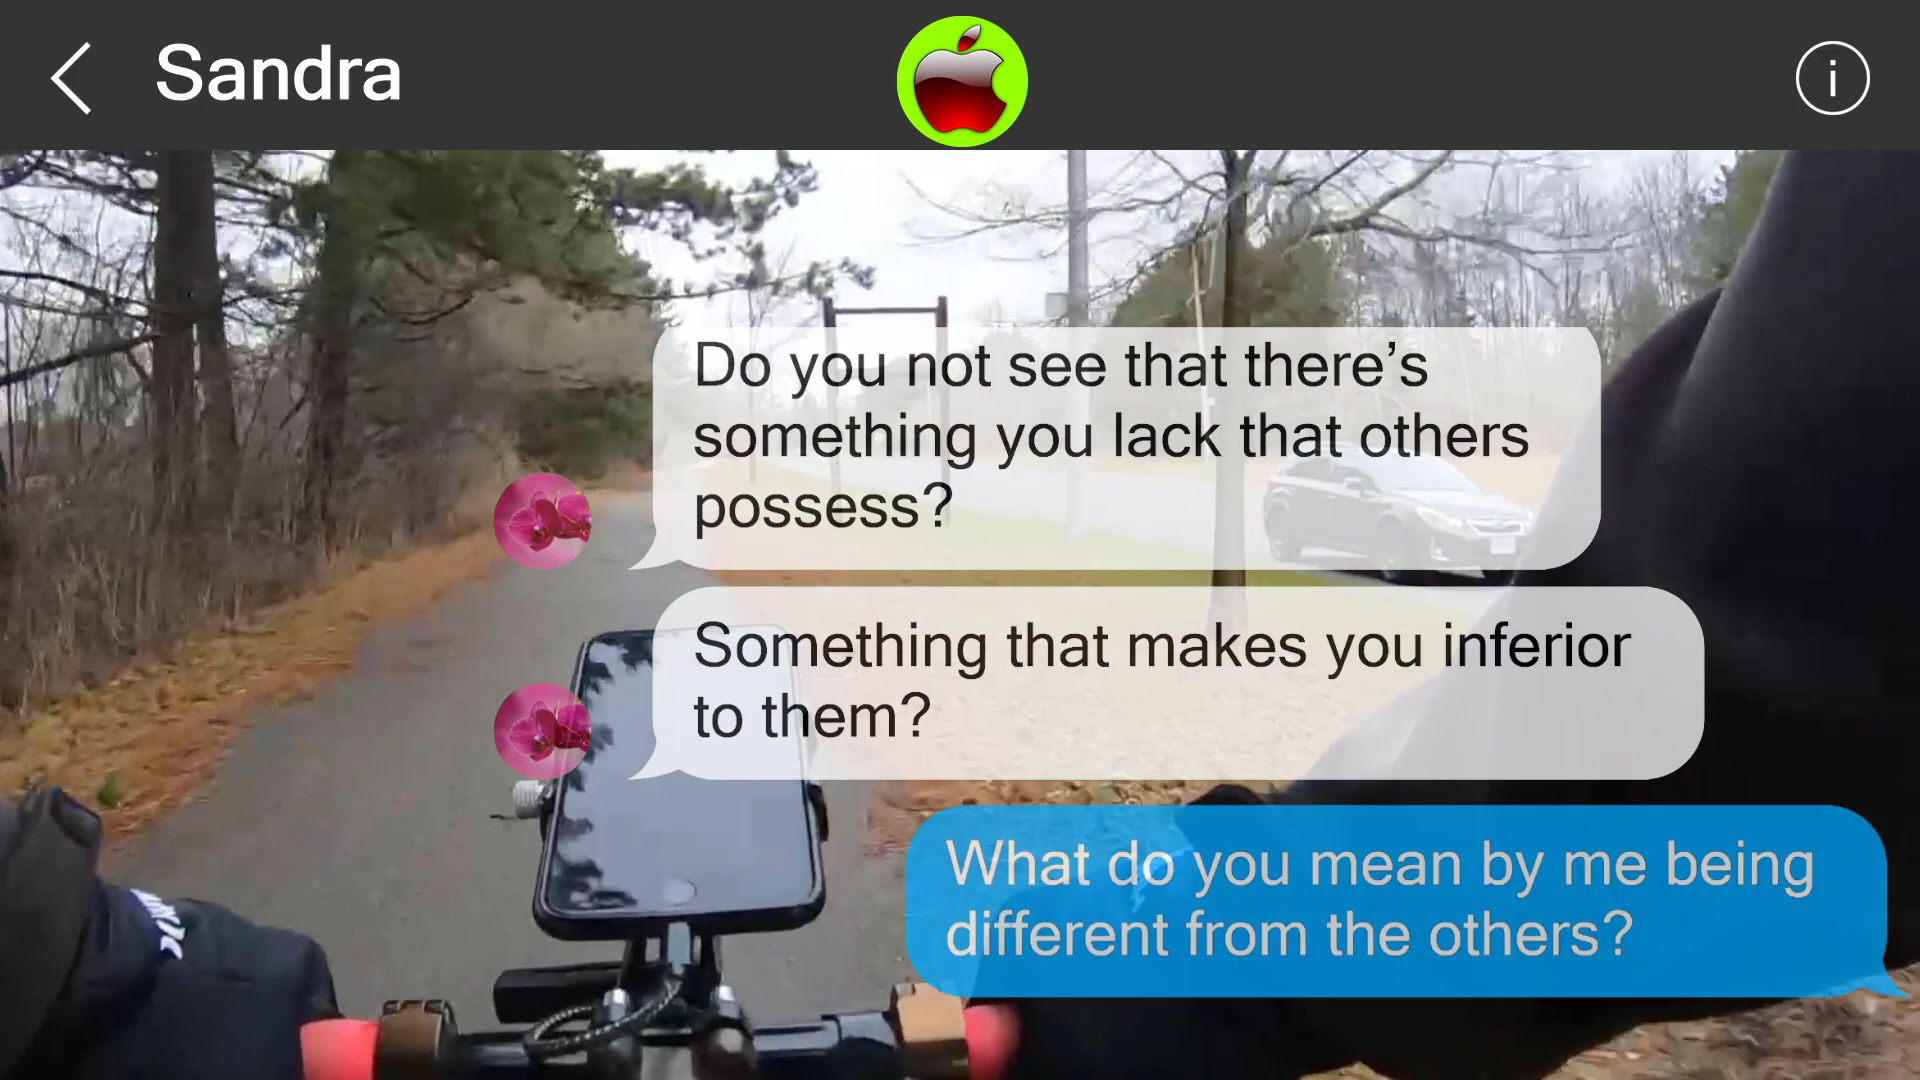 Sandra
Do you not see that there’s
something you lack that others
possess?
Something that makes you inferior
to them?
What do you mean by me being
different from the others?